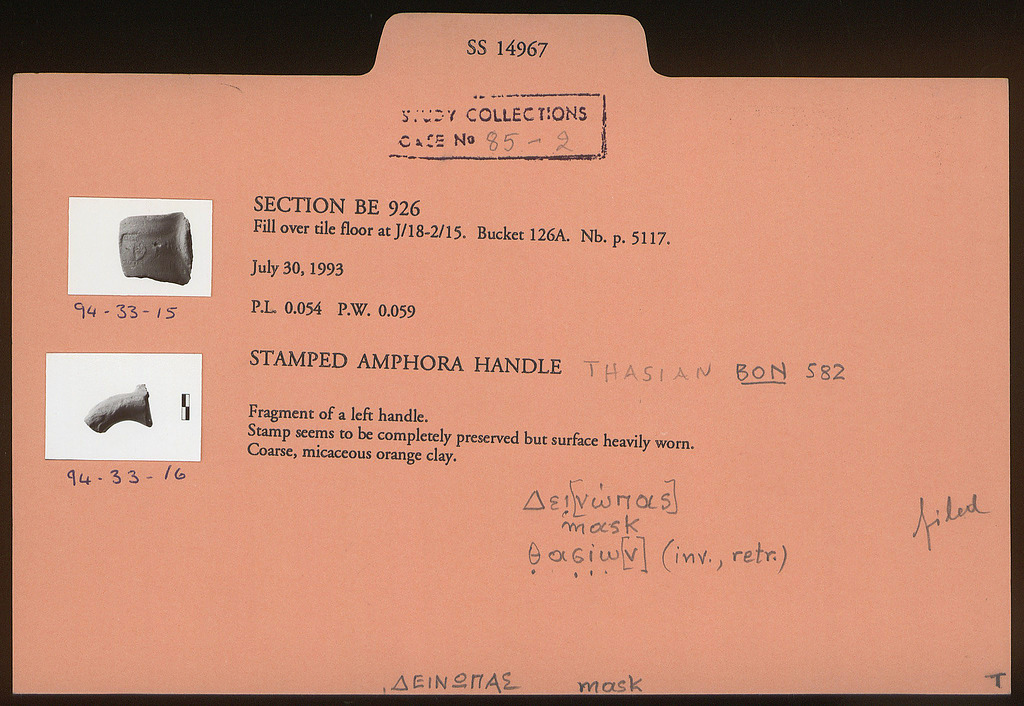 SS 14967
STUDY COLLECTIONS
CASE No 85 - 2
SECTION BE 926
Fill over tile floor at J/18-2/15. Bucket 126A. Nb. p. 5117.
July 30, 1993
94-33-15
P.L. 0.054 P.W. 0.059
STAMPED AMPHORA HANDLE THASIAN BON 582
Fragment of a left handle.
Stamp seems to be completely preserved but surface heavily worn.
Coarse, micaceous orange clay.
94-33-16
Δει̣[νώπας]
mask
θ̣ασ̣ί̣ω̣[ν] (inv., retr.)
filed
ΔΕΙΝΩΠΑΣ mask
T